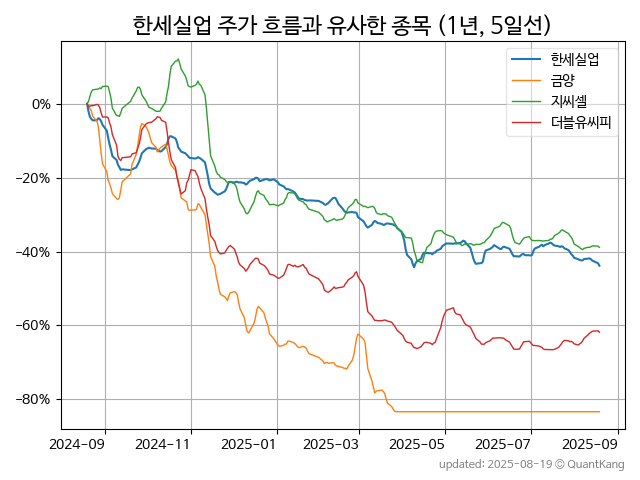 한세실업 주가 흐름과 유사한 종목 (1년, 5일선)
한세실업
금양
지씨셀
더블유씨피
0%
−20%
−40%
−60%
−80%
2024−09
2024−11
2025−01
2025−03
2025−05
2025−07
2025−09
updated: 2025-08-19 © QuantKang